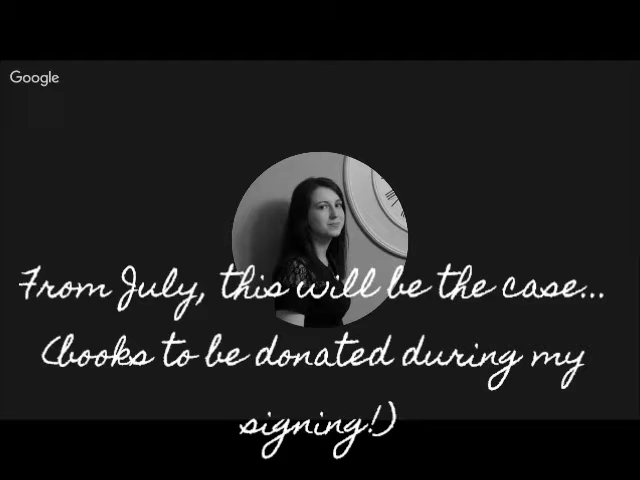 Google
From July, this will be the case...
(books to be donated during my
signing!)